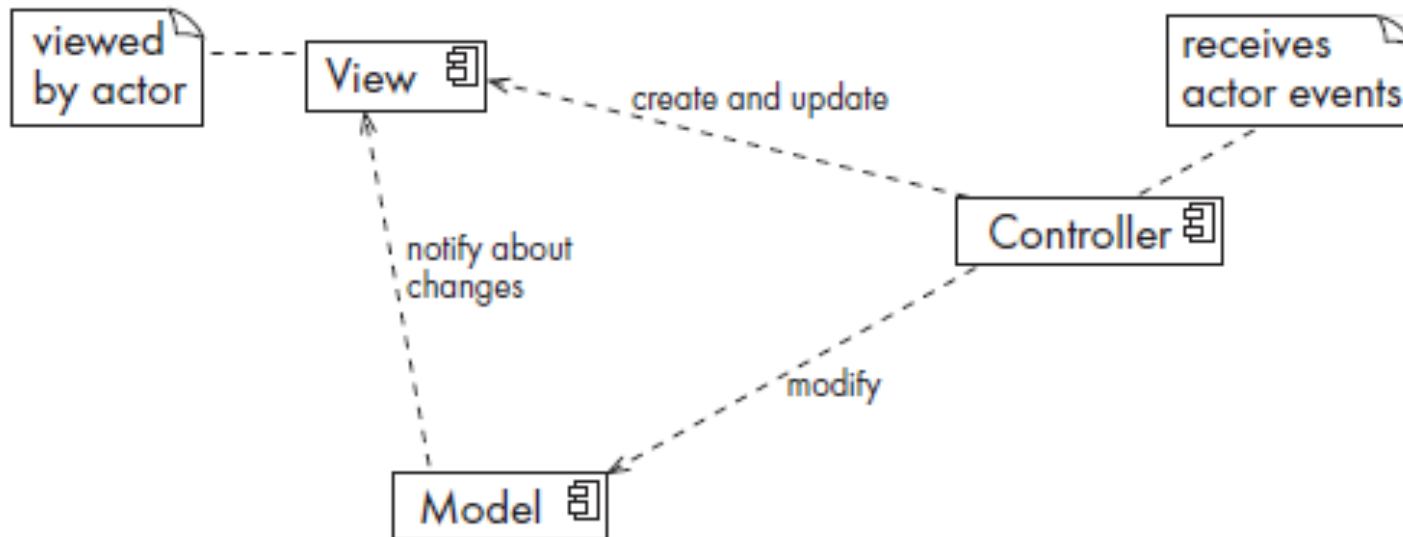 viewed
by actor
View
create and update
receives
actor events
Controller
notify about
changes
modify
Model